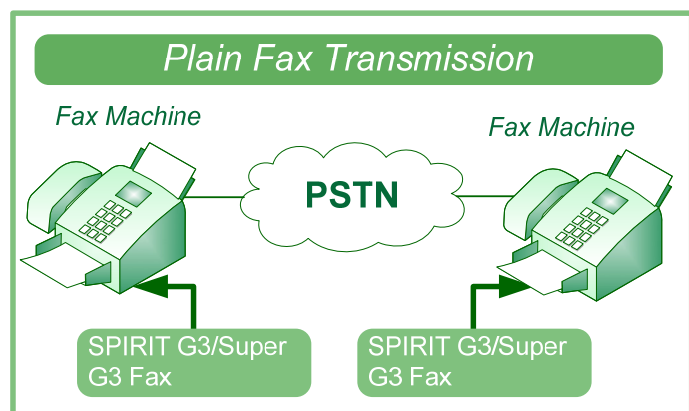 Plain Fax Transmission
Fax Machine
Fax Machine
PSTN
SPIRIT G3/Super
G3 Fax
SPIRIT G3/Super
G3 Fax